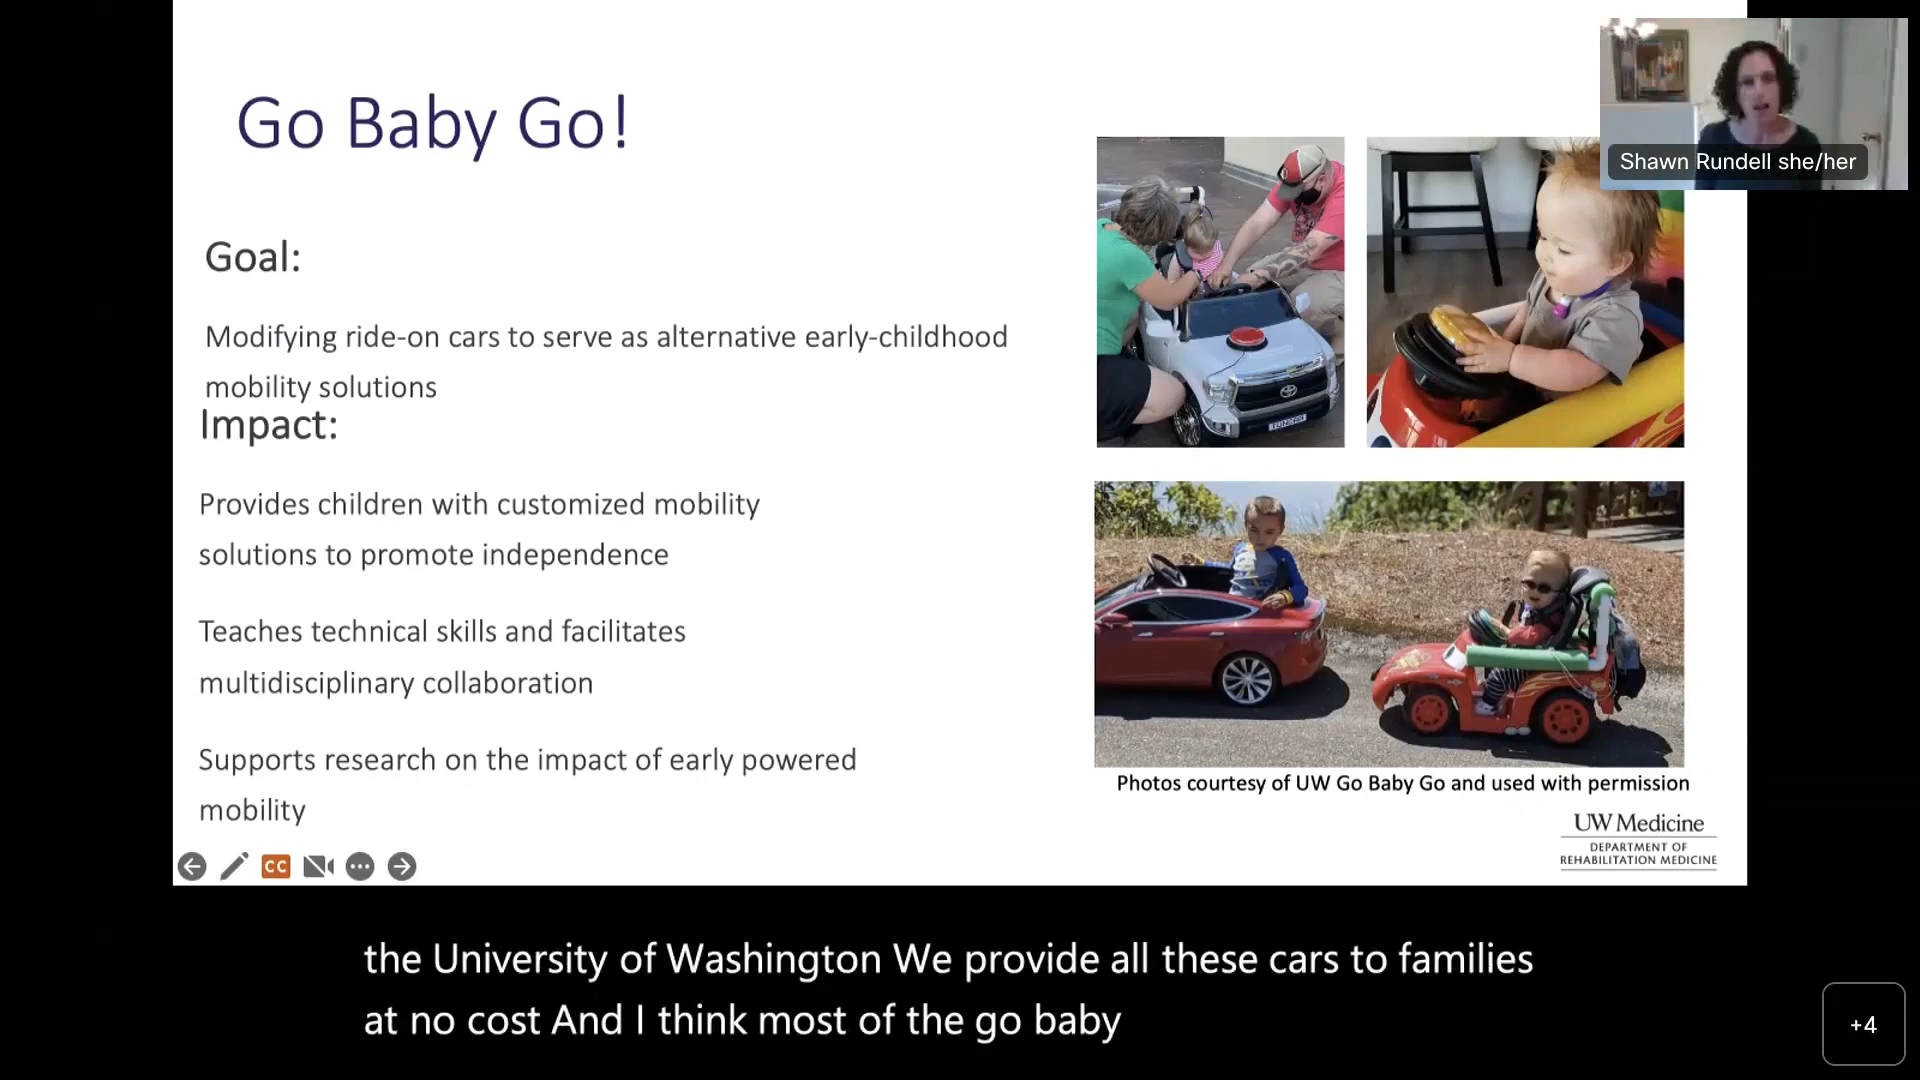 Go Baby Go!
Shawn Rundell she/her
Goal:
Modifying ride-on cars to serve as alternative early-childhood
mobility solutions
Impact:
Provides children with customized mobility
solutions to promote independence
Teaches technical skills and facilitates
multidisciplinary collaboration
Supports research on the impact of early powered
mobility
TUNDRA
Photos courtesy of UW Go Baby Go and used with permission
UW Medicine
DEPARTMENT OF
REHABILITATION MEDICINE
CC
the University of Washington We provide all these cars to families
at no cost And I think most of the go baby
+4